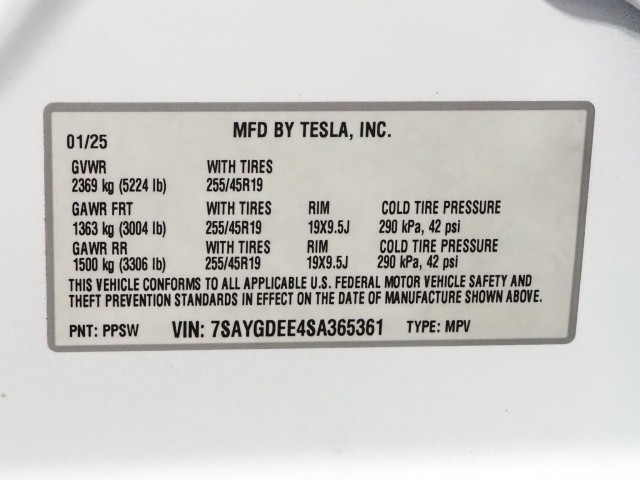 01/25 MFD BY TESLA, INC.
GVWR WITH TIRES
2369 kg (5224 lb) 255/45R19
GAWR FRT WITH TIRES RIM COLD TIRE PRESSURE
1363 kg (3004 lb) 255/45R19 19X9.5J 290 kPa, 42 psi
GAWR RR WITH TIRES RIM COLD TIRE PRESSURE
1500 kg (3306 lb) 255/45R19 19X9.5J 290 kPa, 42 psi
THIS VEHICLE CONFORMS TO ALL APPLICABLE U.S. FEDERAL MOTOR VEHICLE SAFETY AND
THEFT PREVENTION STANDARDS IN EFFECT ON THE DATE OF MANUFACTURE SHOWN ABOVE.
PNT: PPSW VIN: 7SAYGDEE4SA365361 TYPE: MPV